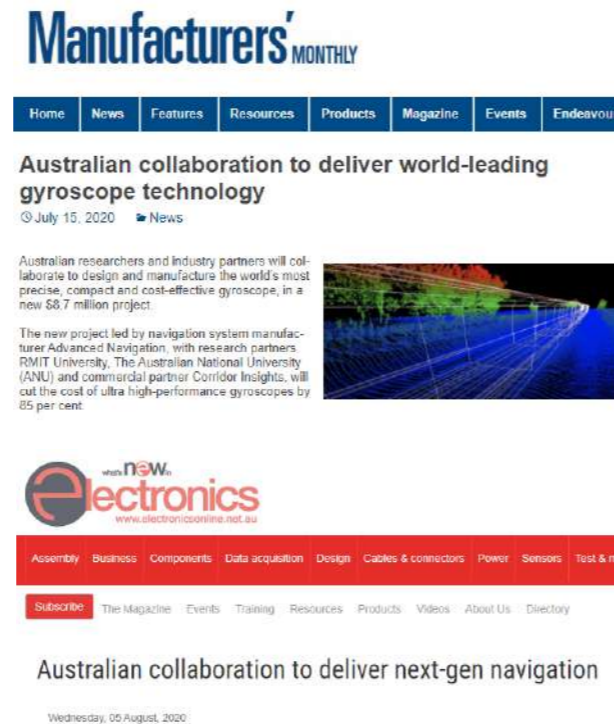 Manufacturers' MONTHLY
Home News Features Resources Products Magazine Events Endeavou
Australian collaboration to deliver world-leading
gyroscope technology
July 15, 2020 News
Australian researchers and industry partners will col-
laborate to design and manufacture the world's most
precise, compact and cost-effective gyroscope, in a
new $8.7 million project.
The new project led by navigation system manufac-
turer Advanced Navigation, with research partners
RMIT University, The Australian National University
(ANU) and commercial partner Corridor Insights, will
cut the cost of ultra high-performance gyroscopes by
85 per cent.
what's new in
electronics
www.electronicsonline.net.au
Assembly Business Components Data acquisition Design Cables & connectors Power Sensors Test & m
Subscribe The Magazine Events Training Resources Products Videos About Us Directory
Australian collaboration to deliver next-gen navigation
Wednesday, 05 August, 2020